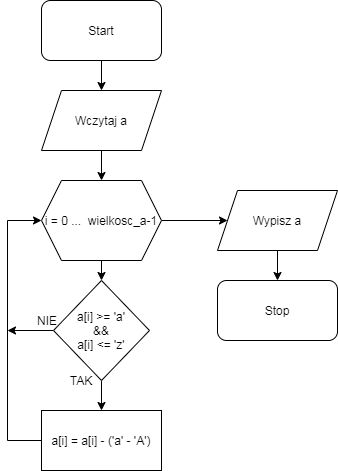 Start
Wczytaj a
i = 0 ... wielkosc_a-1
Wypisz a
Stop
a[i] >= 'a'
&&
a[i] <= 'z'
NIE
TAK
a[i] = a[i] - ('a' - 'A')